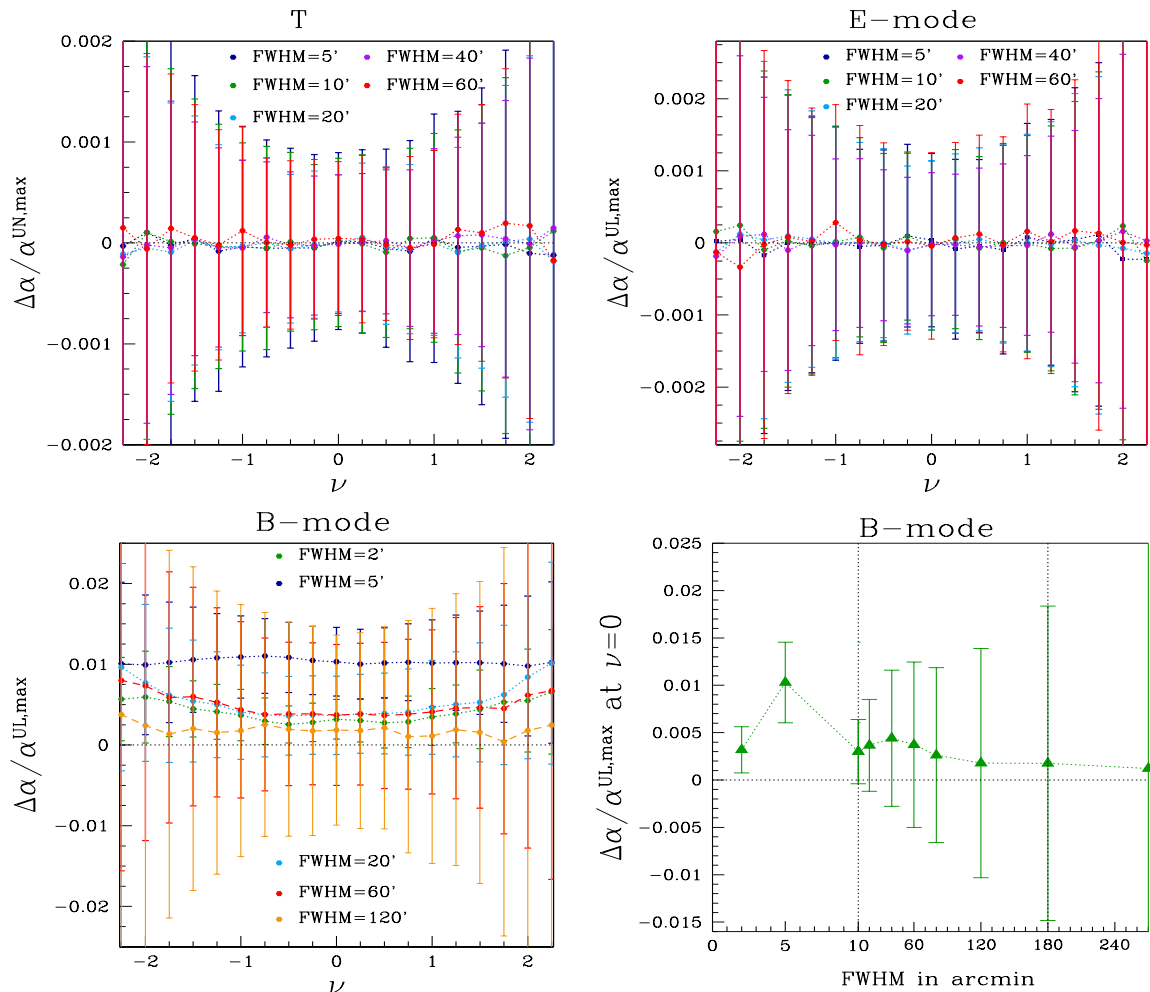 T
FWHM=5' FWHM=40'
FWHM=10' FWHM=60'
FWHM=20'
0.002
0.001
0
−0.001
−0.002
Δα/α^UN,max
−2 −1 0 1 2
ν
E−mode
FWHM=5' FWHM=40'
FWHM=10' FWHM=60'
FWHM=20'
0.002
0.001
0
−0.001
−0.002
Δα/α^UL,max
−2 −1 0 1 2
ν
B−mode
FWHM=2'
FWHM=5'
0.02
0.01
0
−0.01
−0.02
Δα/α^UL,max
FWHM=20'
FWHM=60'
FWHM=120'
−2 −1 0 1 2
ν
B−mode
0.025
0.02
0.015
0.01
0.005
0
−0.005
−0.01
−0.015
Δα/α^UL,max at ν=0
0 5 10 60 120 180 240
FWHM in arcmin